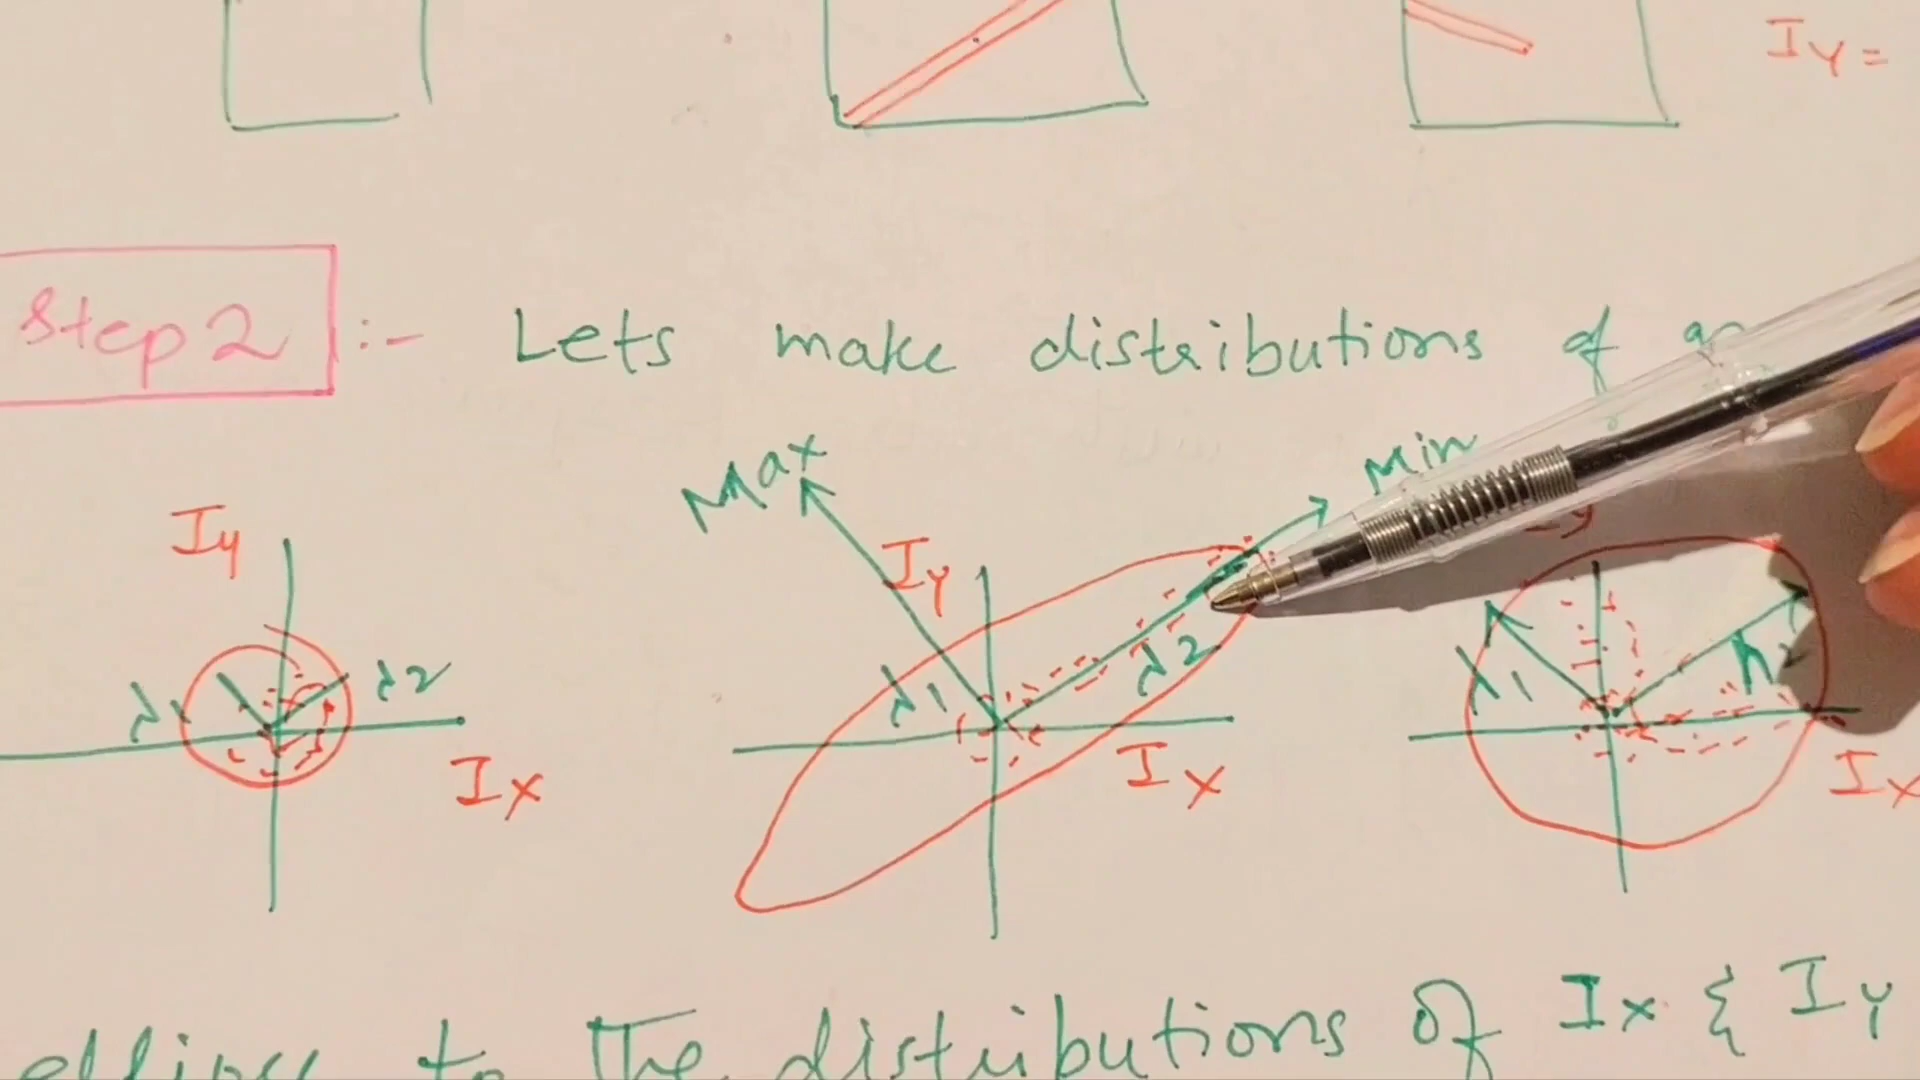 IY =
Step 2 :- Lets make distributions of
Max
Min
Iy
IY
λ1
λ2
λ1
λ2
λ1
Ix
Ix
Ix
to the distributions of Ix & IY